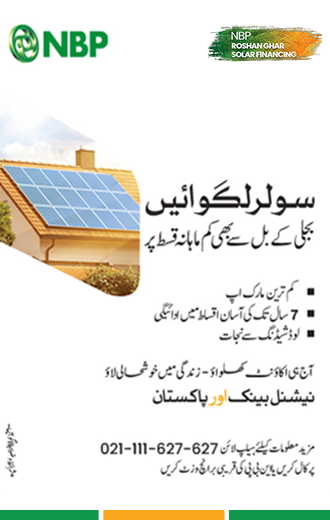 NBP
NBP
ROSHAN GHAR
SOLAR FINANCING
سولر لگوائیں
بجلی کے بل سے بھی کم ماہانہ قسط پر
کم ترین مارک اپ
7 سال تک کی آسان اقساط میں ادائیگی
لوڈشیڈنگ سے نجات
آج ہی اکاؤنٹ کھلواؤ - زندگی میں خوشحالی لاؤ
نیشنل بینک اور پاکستان
مزید معلومات کیلئے ہیلپ لائن 627-627-111-021
پر کال کریں یا این بی پی کی قریبی برانچ وزٹ کریں